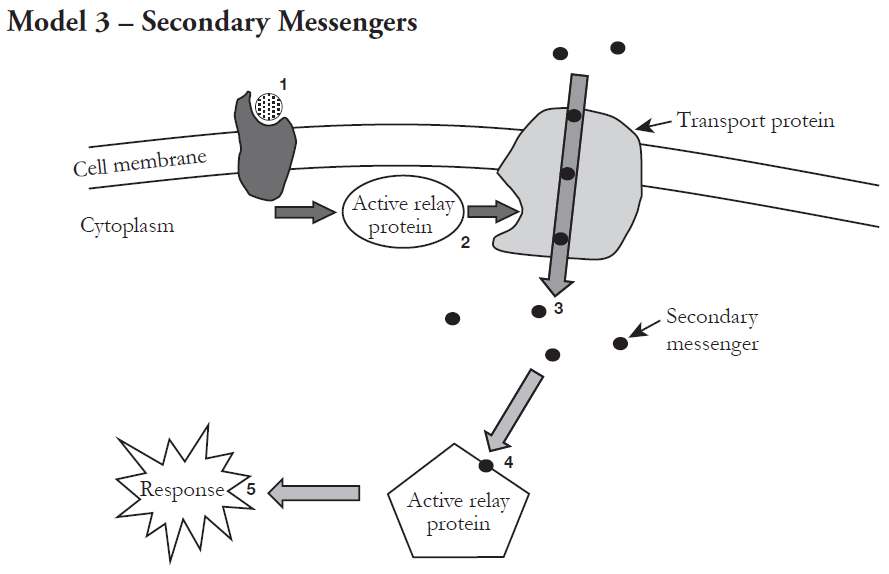 Model 3 – Secondary Messengers
1
Transport protein
Cell membrane
Active relay
protein
2
Cytoplasm
3
Secondary
messenger
4
Response
5
Active relay
protein